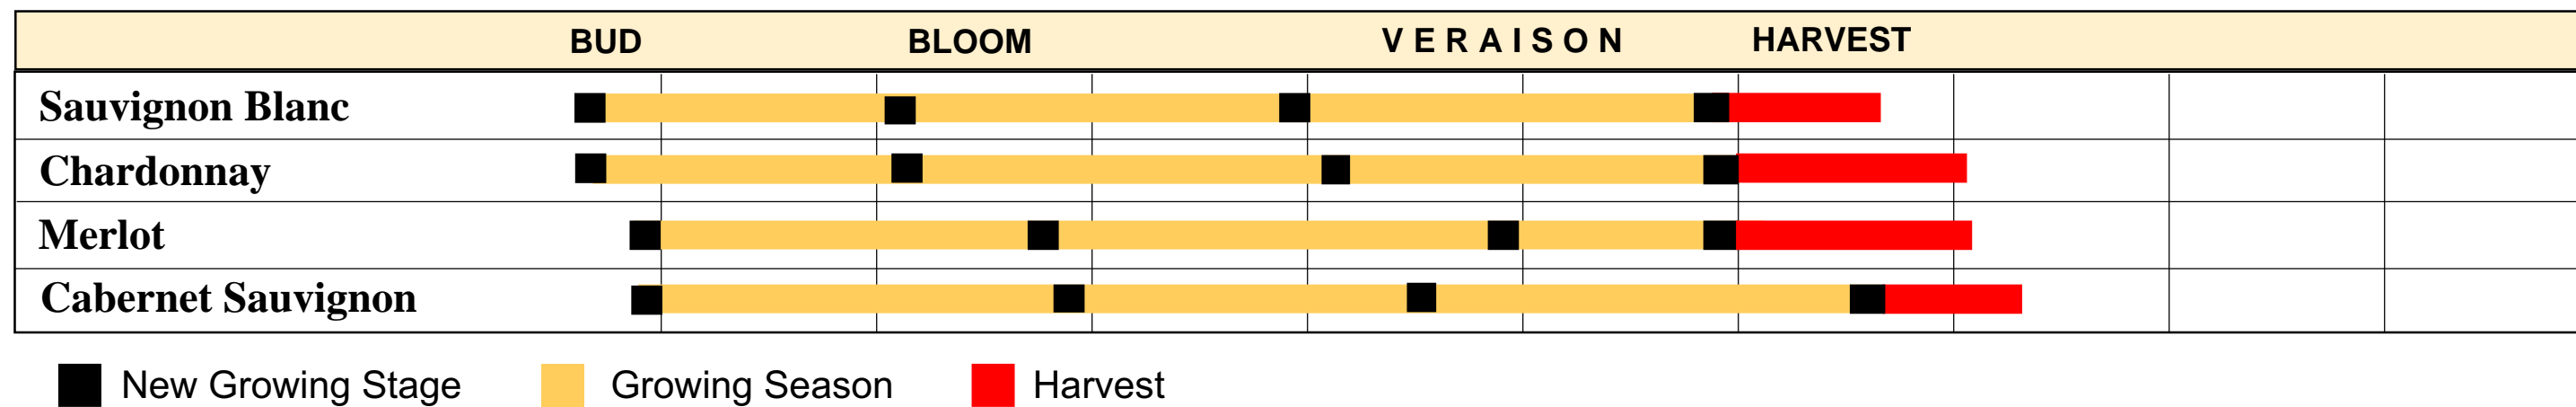 BUD BLOOM V E R A I S O N HARVEST
Sauvignon Blanc
Chardonnay
Merlot
Cabernet Sauvignon
New Growing Stage Growing Season Harvest